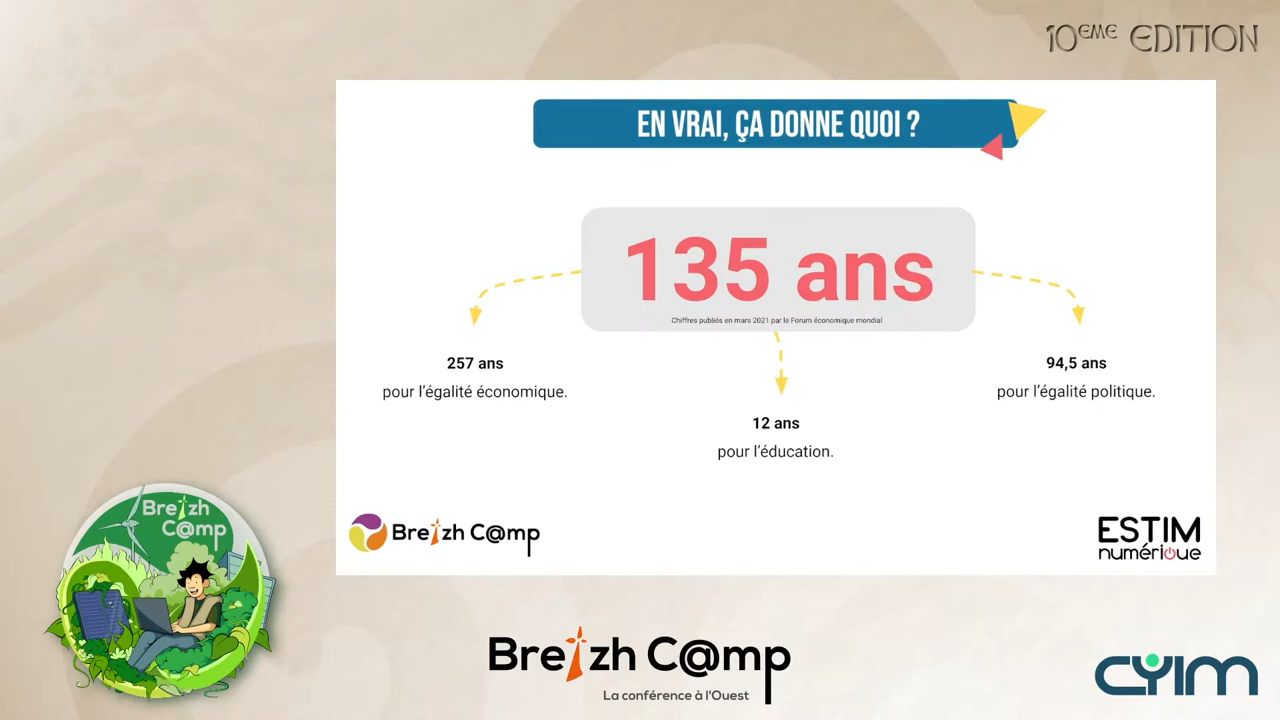 10EME EDITION
EN VRAI, ÇA DONNE QUOI ?
135 ans
Chiffres publiés en mars 2021 par le Forum économique mondial
257 ans
pour l'égalité économique.
94,5 ans
pour l'égalité politique.
12 ans
pour l'éducation.
Breizh
C@mp
Breizh C@mp
ESTIM
numérique
Breizh C@mp
La conférence à l'Ouest
CYIM